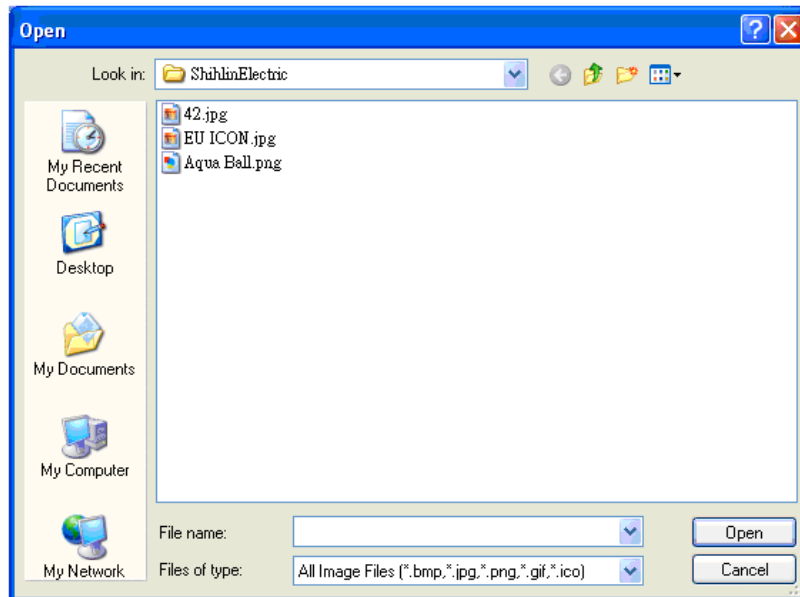 Open
Look in: ShihlinElectric
42.jpg
EU ICON.jpg
Aqua Ball.png
My Recent
Documents
Desktop
My Documents
My Computer
My Network
File name:
Open
Files of type: All Image Files (*.bmp,*.jpg,*.png,*.gif,*.ico)
Cancel